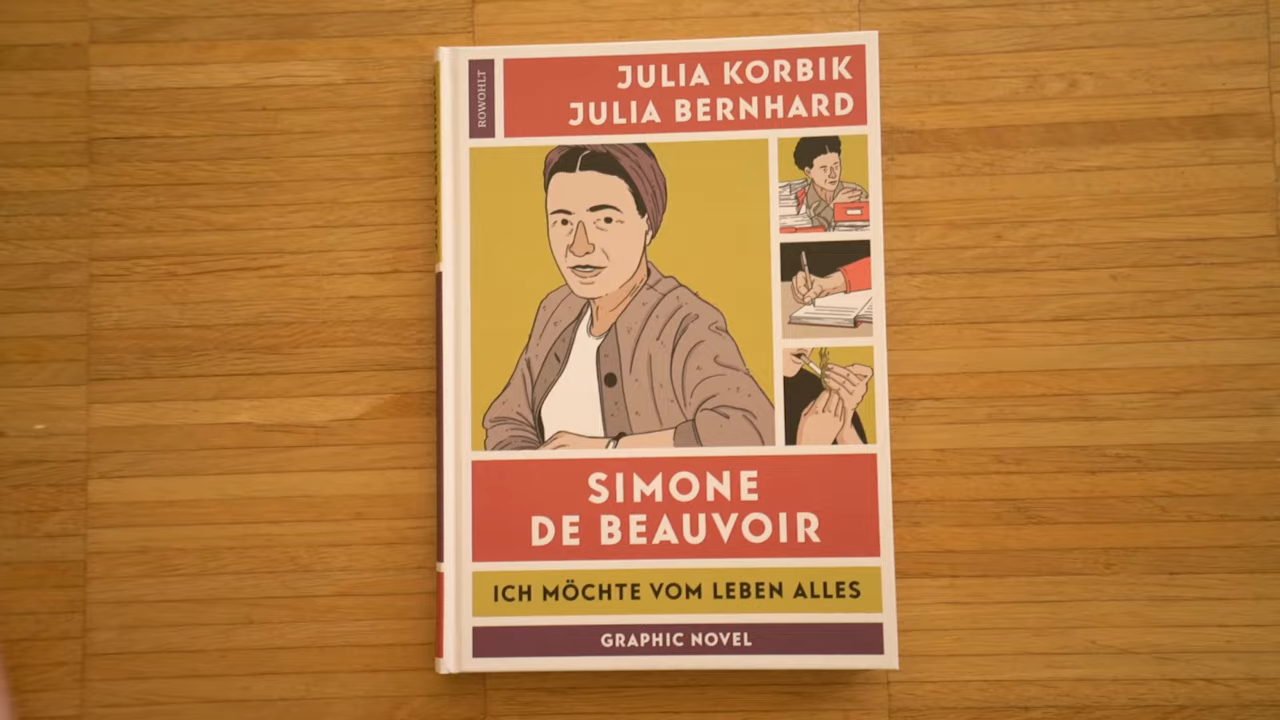 ROWOHLT
JULIA KORBIK
JULIA BERNHARD
SIMONE
DE BEAUVOIR
ICH MÖCHTE VOM LEBEN ALLES
GRAPHIC NOVEL